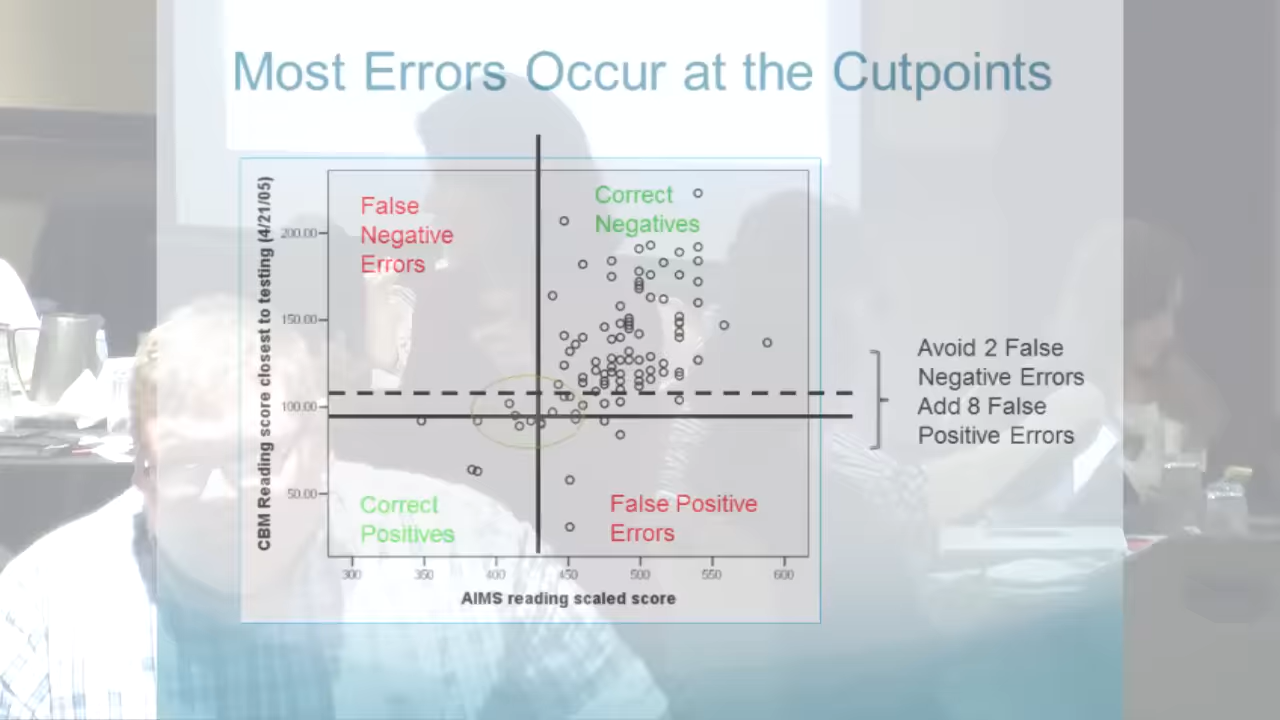 Most Errors Occur at the Cutpoints
False
Negative
Errors
Correct
Negatives
CBM Reading score closest to testing (4/21/05)
200.00
150.00
100.00
50.00
Avoid 2 False
Negative Errors
Add 8 False
Positive Errors
Correct
Positives
False Positive
Errors
300
350
400
450
500
550
600
AIMS reading scaled score